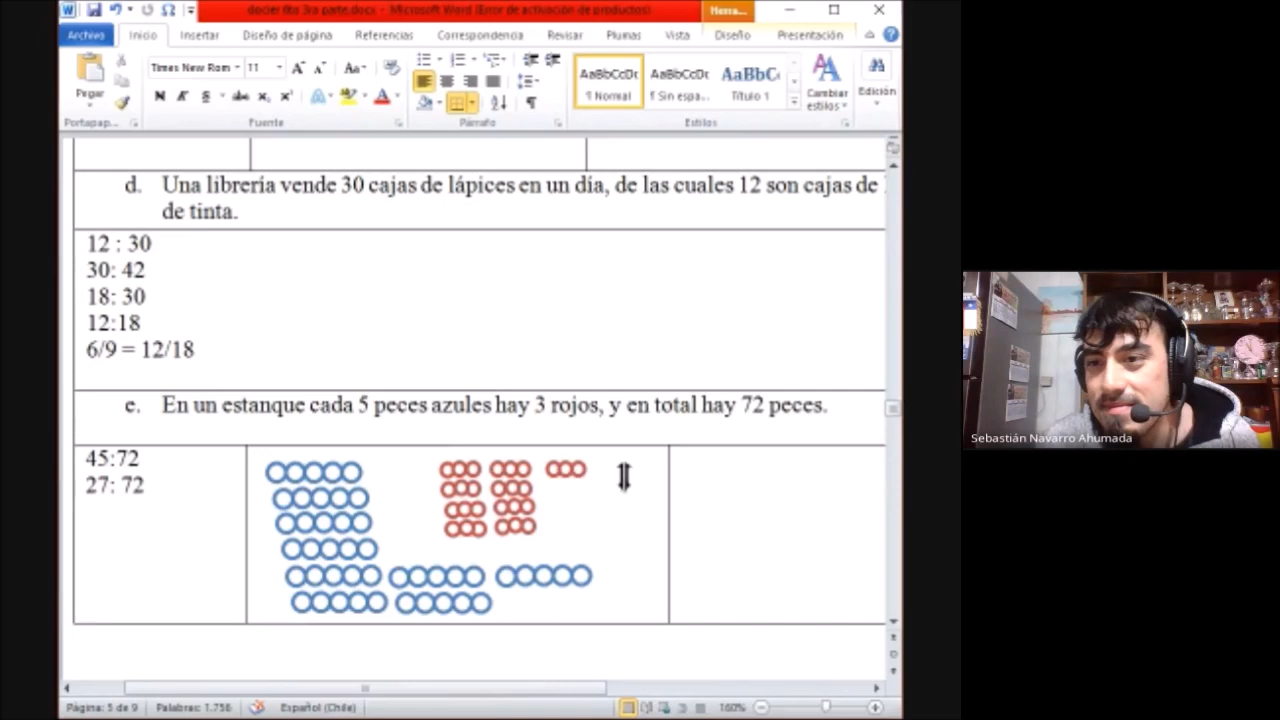 docier 6to 3ra parte.docx - Microsoft Word (Error de activación de productos)
Herra...
Archivo Inicio Insertar Diseño de página Referencias Correspondencia Revisar Plumas Vista Diseño Presentación
Times New Rom 11
AaBbCcDc AaBbCcDc AaBbC
Pegar
¶ Normal ¶ Sin espa... Título 1
Cambiar estilos
Edición
Portapap... Fuente Párrafo Estilos
d. Una librería vende 30 cajas de lápices en un día, de las cuales 12 son cajas de
de tinta.
12 : 30
30: 42
18: 30
12:18
6/9 = 12/18
e. En un estanque cada 5 peces azules hay 3 rojos, y en total hay 72 peces.
45:72
27: 72
Sebastián Navarro Ahumada
Página: 5 de 9 Palabras: 1.756 Español (Chile) 160%